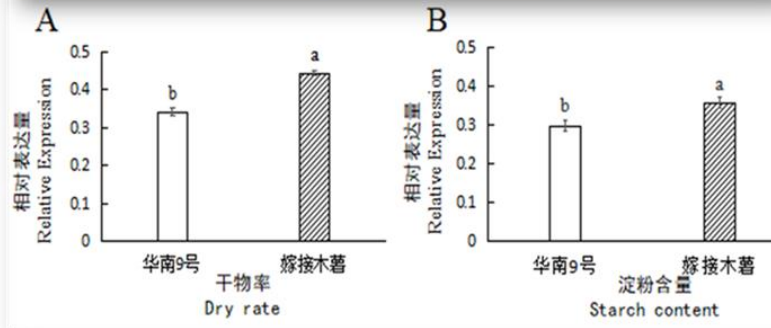 A
0.5
0.4
0.3
0.2
0.1
0
相对表达量
Relative Expression
b
a
华南9号
嫁接木薯
干物率
Dry rate
B
0.5
0.4
0.3
0.2
0.1
0
相对表达量
Relative Expression
b
a
华南9号
嫁接木薯
淀粉含量
Starch content